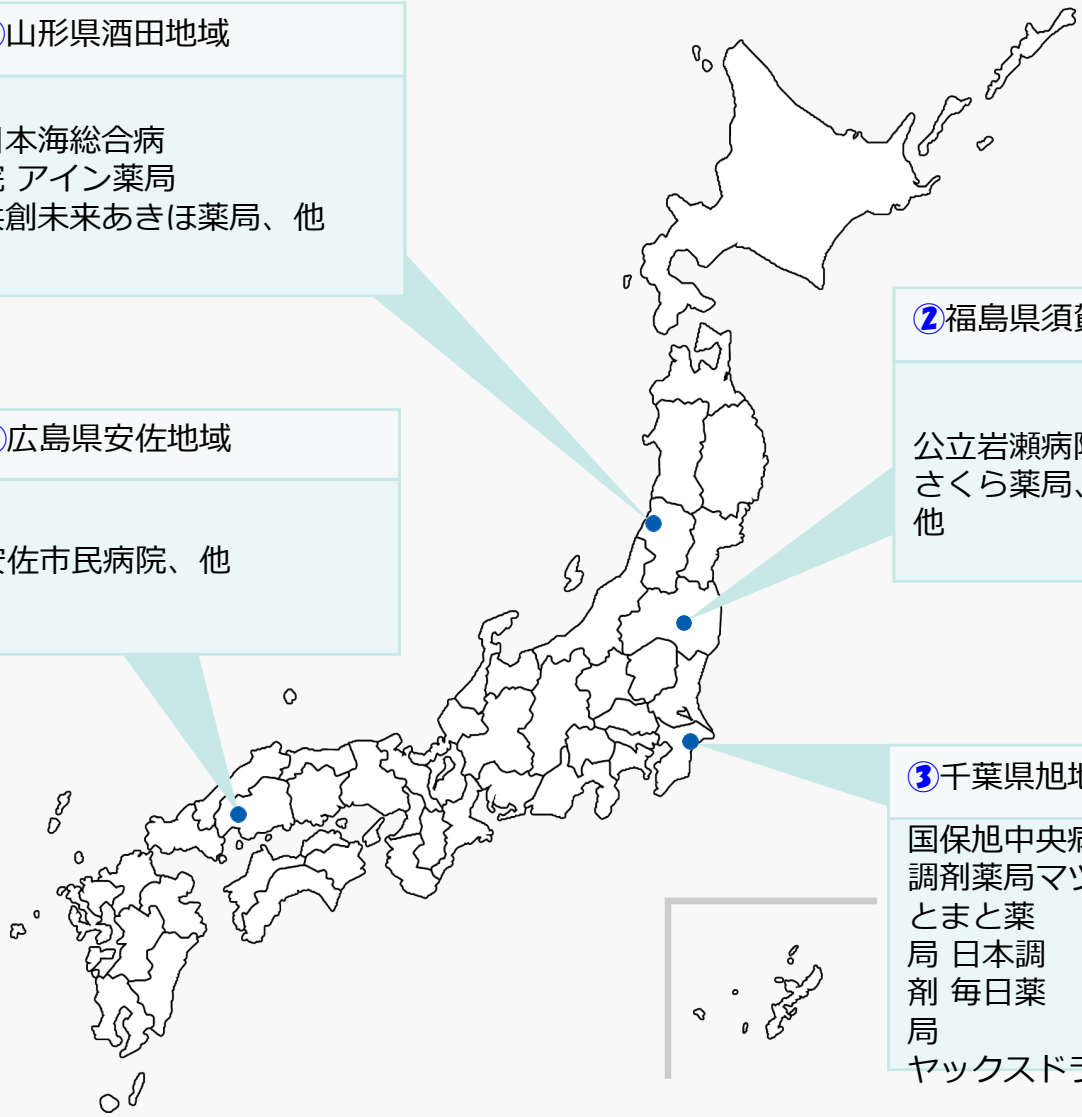 山形県酒田地域
本海総合病
アイン薬局
創未来あきほ薬局、他
広島県安佐地域
佐市民病院、他
②福島県須
公立岩瀬病
さくら薬局、
他
③千葉県旭
国保旭中央
調剤薬局マツ
とまと薬
局 日本調
剤 毎日薬
局
ヤックスドラ